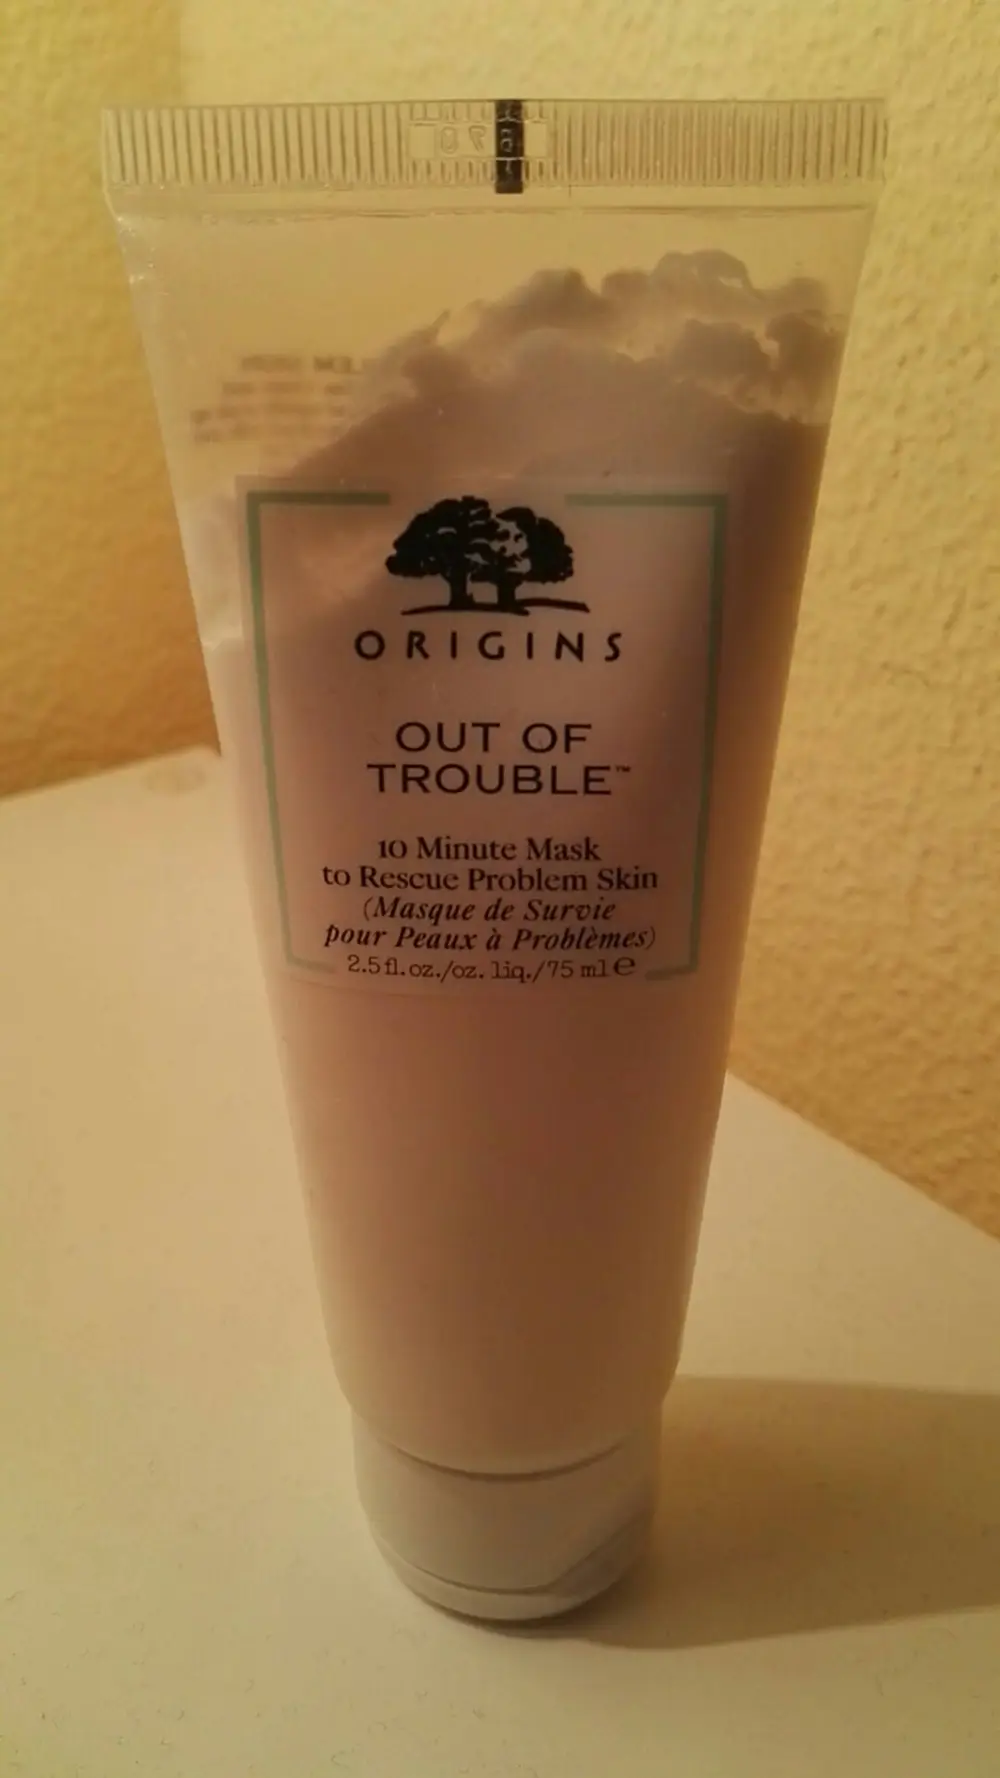 ORIGINS
OUT OF
TROUBLE™
10 Minute Mask
to Rescue Problem Skin
(Masque de Survie
pour Peaux à Problèmes)
2.5 fl. oz./oz. liq./75 ml e